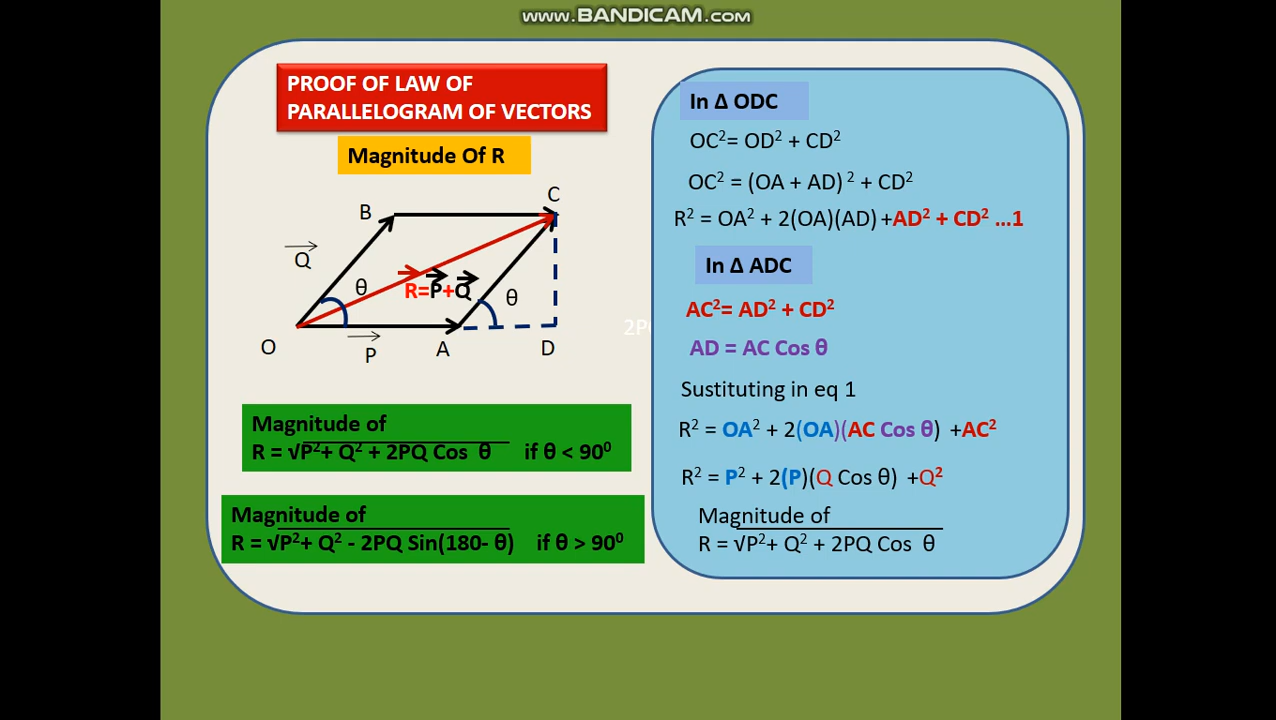 www.BANDICAM.com
PROOF OF LAW OF
PARALLELOGRAM OF VECTORS
Magnitude Of R
B
C
Q
θ
R=P+Q
θ
O
P
A
D
Magnitude of
R = √P²+ Q² + 2PQ Cos θ if θ < 90⁰
Magnitude of
R = √P²+ Q² - 2PQ Sin(180- θ) if θ > 90⁰
2P
In Δ ODC
OC²= OD² + CD²
OC² = (OA + AD) ² + CD²
R² = OA² + 2(OA)(AD) +AD² + CD² ...1
In Δ ADC
AC²= AD² + CD²
AD = AC Cos θ
Sustituting in eq 1
R² = OA² + 2(OA)(AC Cos θ) +AC²
R² = P² + 2(P)(Q Cos θ) +Q²
Magnitude of
R = √P²+ Q² + 2PQ Cos θ